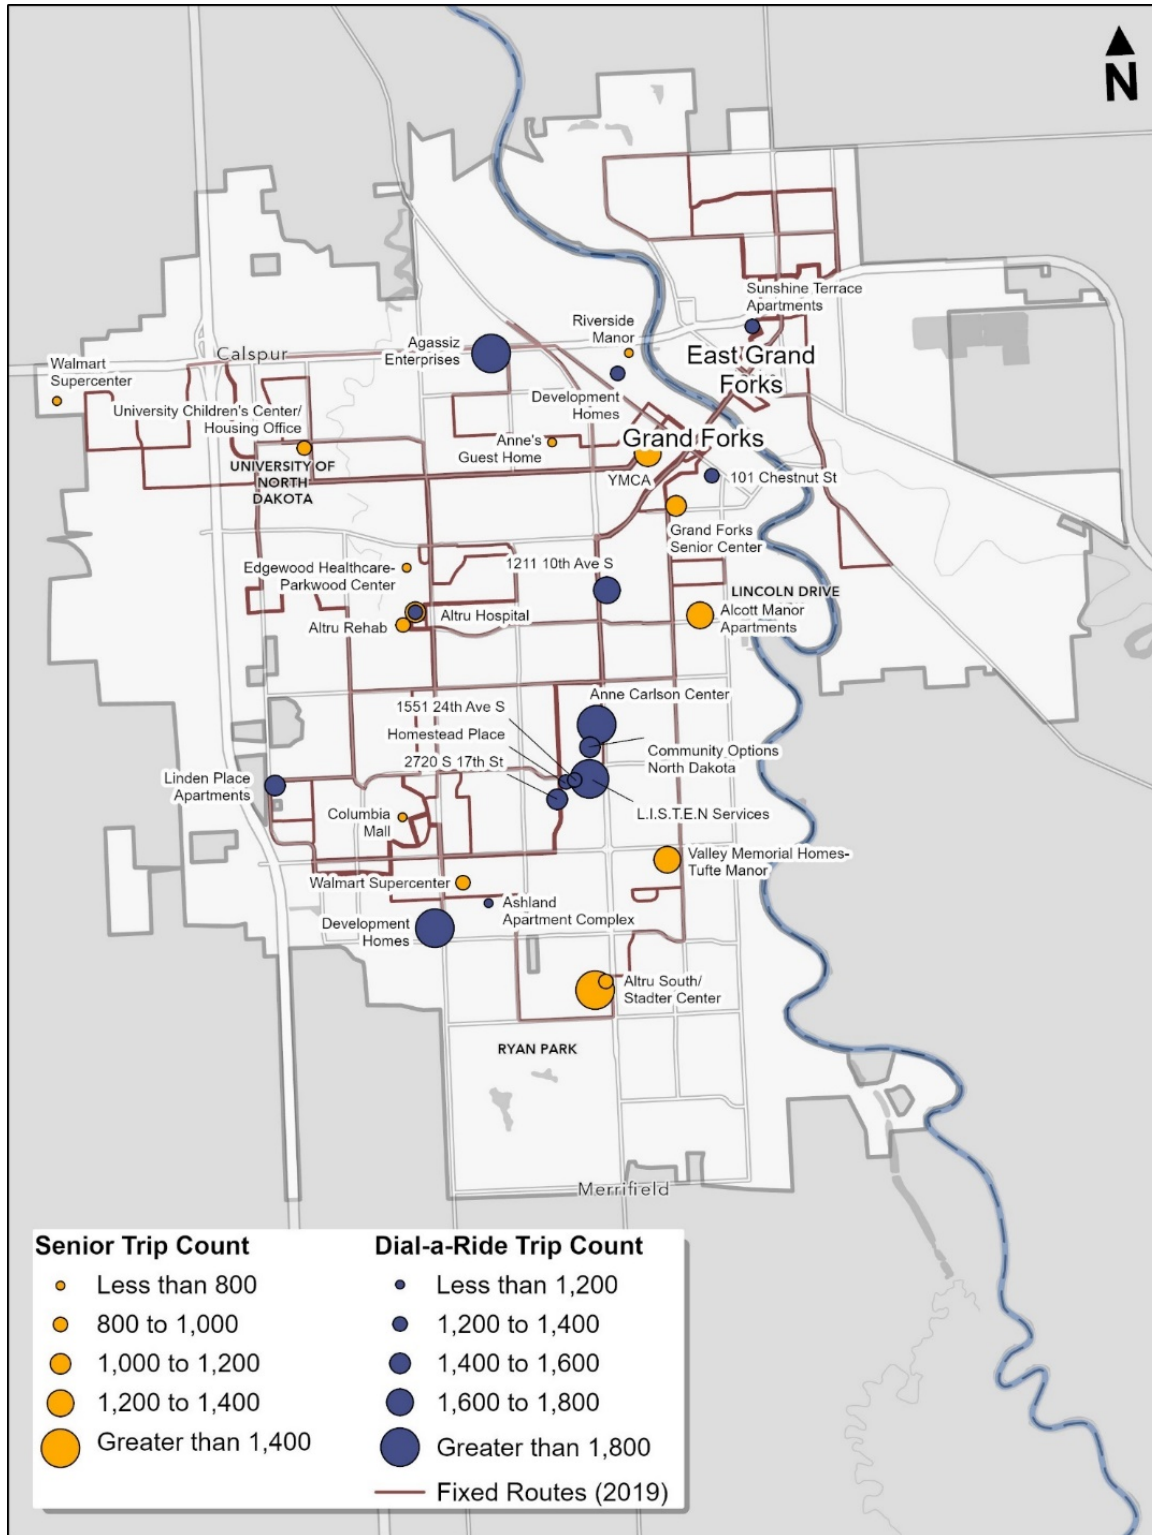 N
Sunshine Terrace
Apartments
Riverside
Manor
Agassiz
Enterprises
Calspur
East Grand
Forks
Walmart
Supercenter
Development
Homes
University Children's Center/
Housing Office
Grand Forks
Anne's
Guest Home
UNIVERSITY OF
NORTH
DAKOTA
YMCA
101 Chestnut St
Grand Forks
Senior Center
1211 10th Ave S
Edgewood Healthcare-
Parkwood Center
LINCOLN DRIVE
Alcott Manor
Apartments
Altru Hospital
Altru Rehab
Anne Carlson Center
1551 24th Ave S
Homestead Place
2720 S 17th St
Community Options
North Dakota
Linden Place
Apartments
Columbia
Mall
L.I.S.T.E.N Services
Valley Memorial Homes-
Tufte Manor
Walmart Supercenter
Ashland
Apartment Complex
Development
Homes
Altru South/
Stadter Center
RYAN PARK
Merrifield
Senior Trip Count
Less than 800
800 to 1,000
1,000 to 1,200
1,200 to 1,400
Greater than 1,400
Dial-a-Ride Trip Count
Less than 1,200
1,200 to 1,400
1,400 to 1,600
1,600 to 1,800
Greater than 1,800
Fixed Routes (2019)